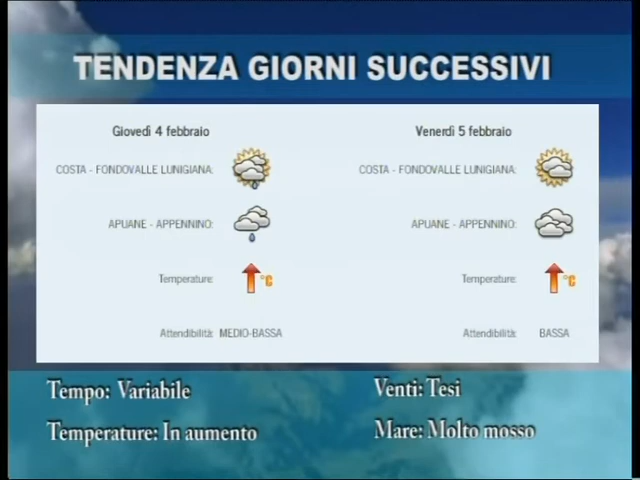 TENDENZA GIORNI SUCCESSIVI
Giovedì 4 febbraio
COSTA - FONDOVALLE LUNIGIANA:
APUANE - APPENNINO:
Temperature: °C
Attendibilità: MEDIO-BASSA
Venerdì 5 febbraio
COSTA - FONDOVALLE LUNIGIANA:
APUANE - APPENNINO:
Temperature: °C
Attendibilità: BASSA
Tempo: Variabile
Temperature: In aumento
Venti: Tesi
Mare: Molto mosso